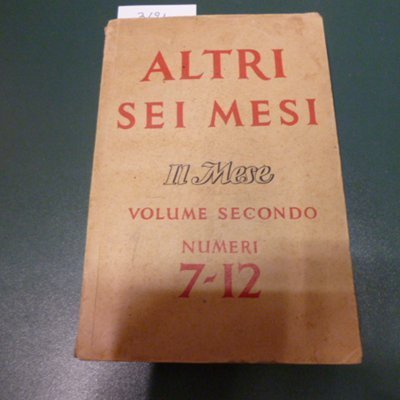 ALTRI
SEI MESI
Il Mese
VOLUME SECONDO
NUMERI
7-12